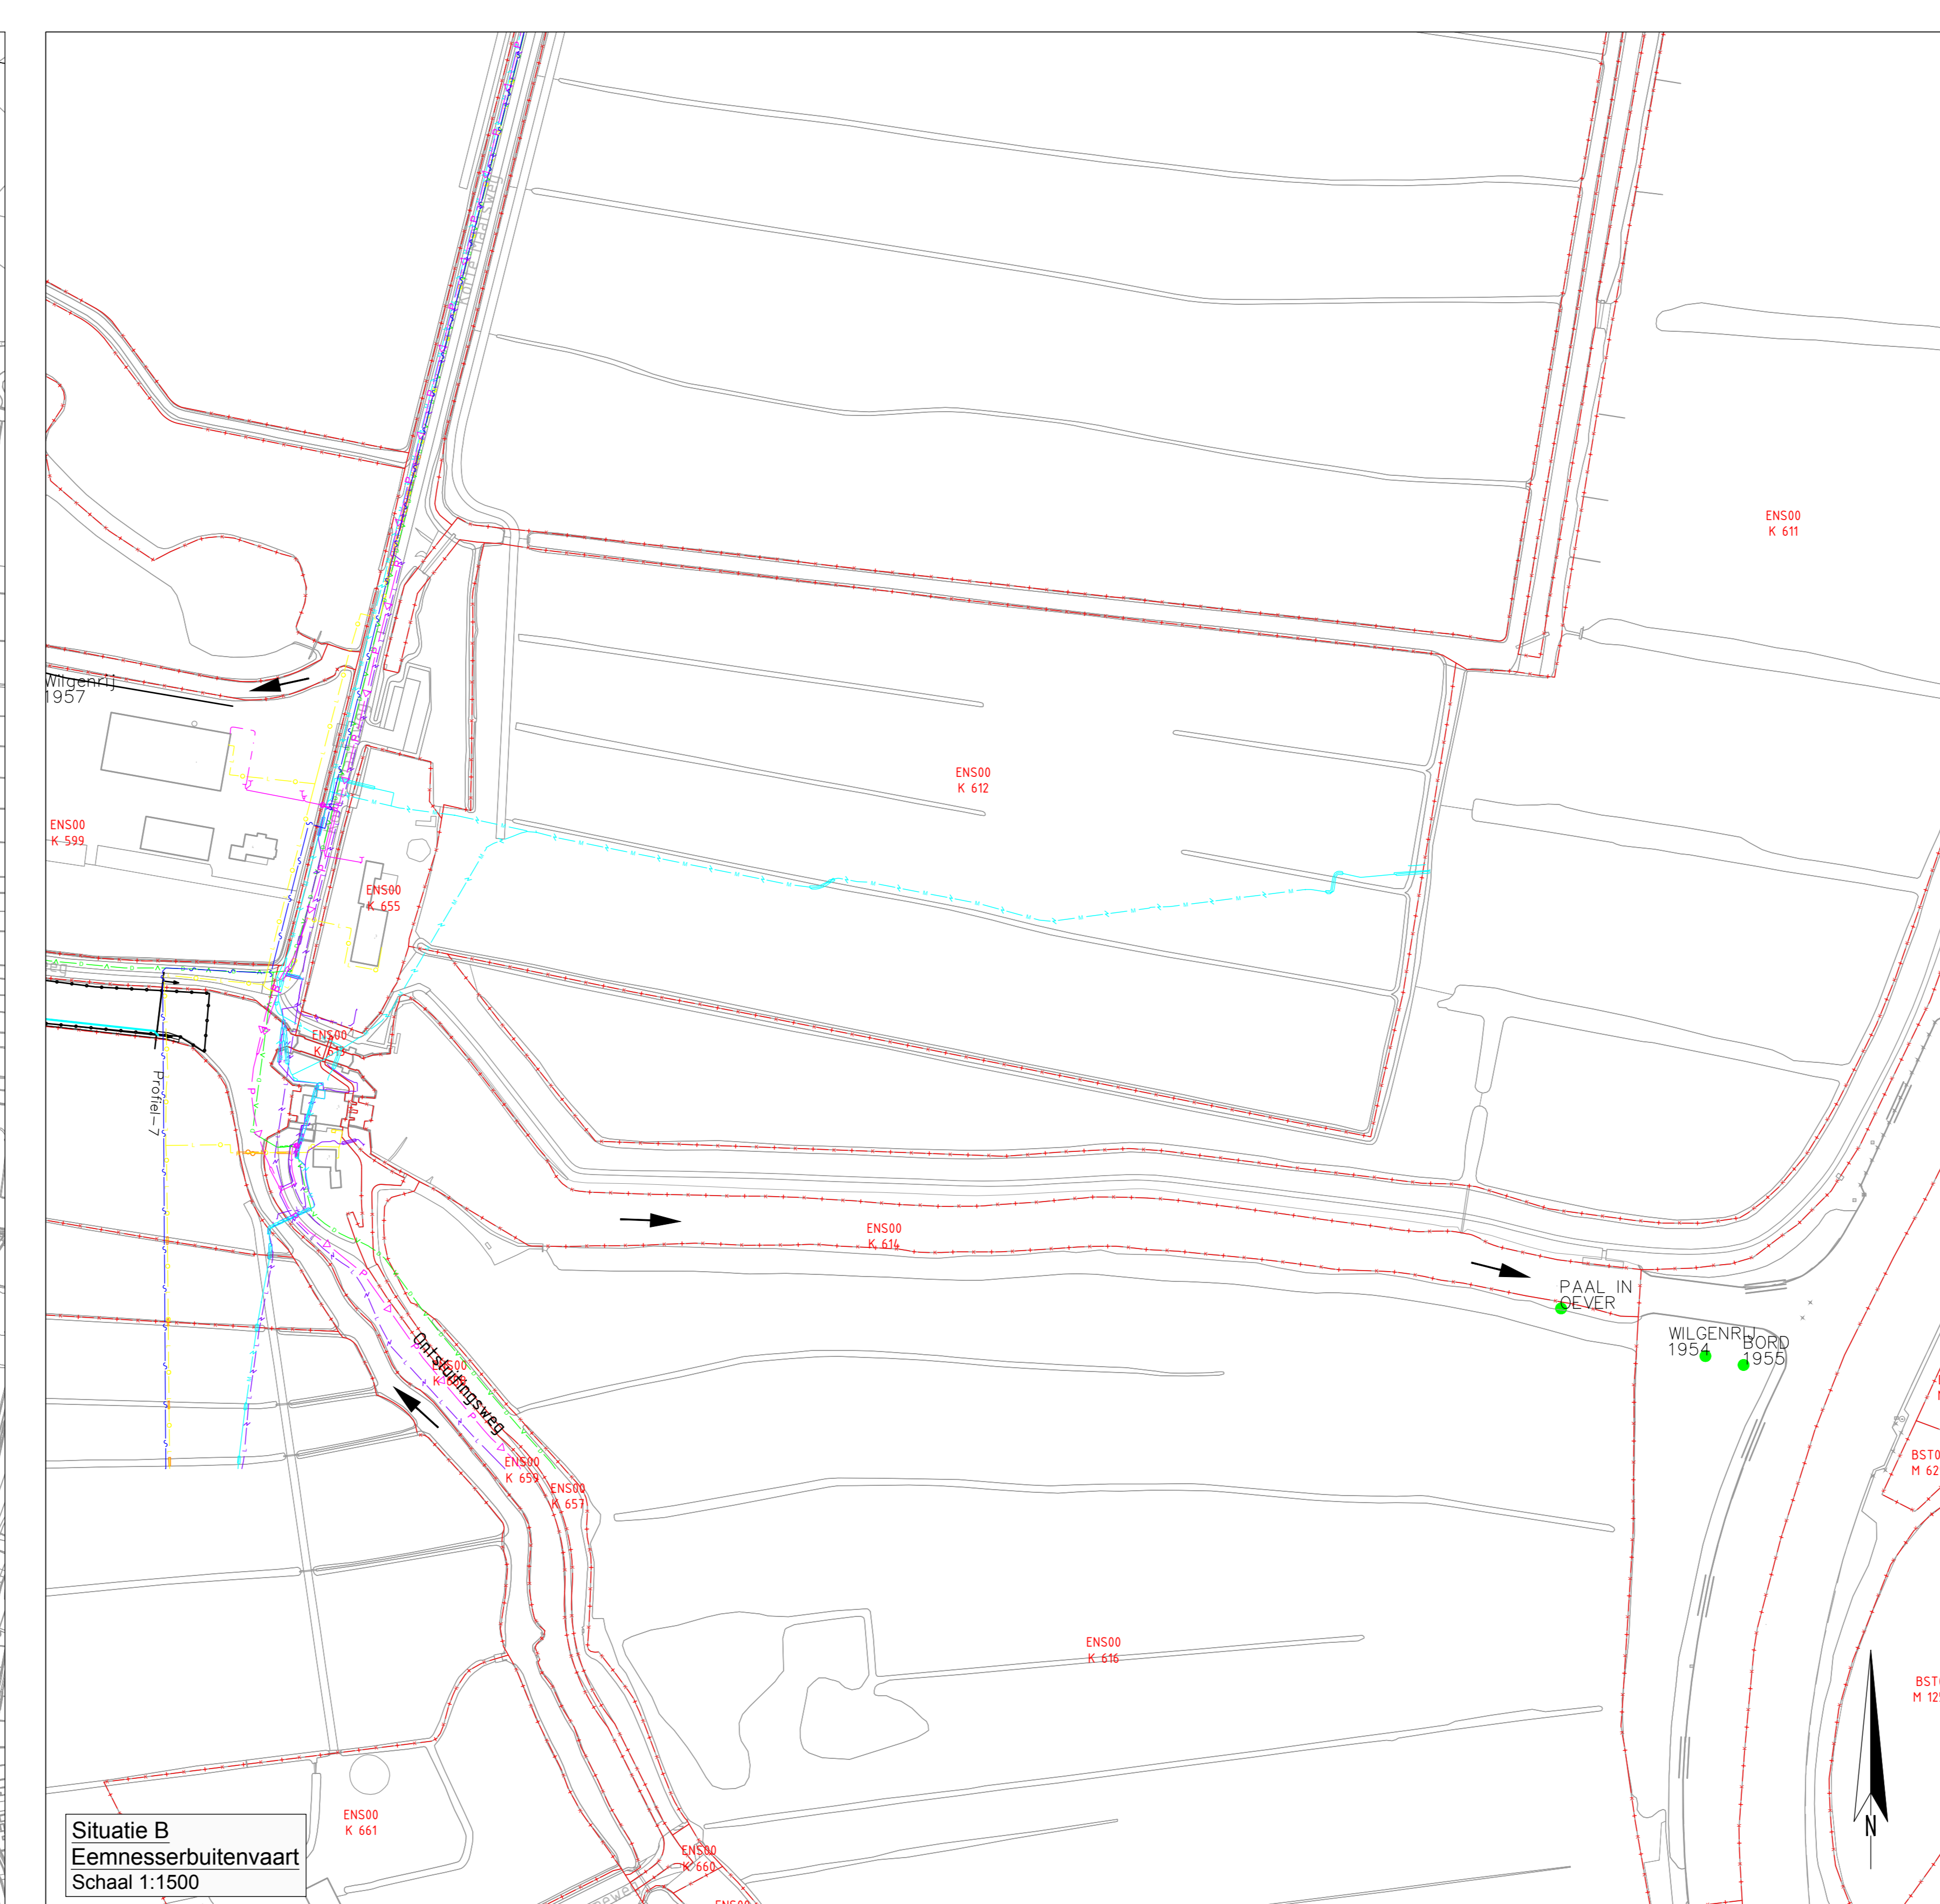 ENS00
K 611
Wilgenrij
1957
ENS00
K 612
ENS00
K 599
ENS00
K 655
ENS00
Profiel-7
ENS00
K 614
PAAL IN
OEVER
WILGENRIJ
1954
BORD
1955
Ontsluitingsweg
ENS00
ENS00
K 659
ENS00
K 657
ENS00
K 616
ENS00
K 661
ENS00
K 660
Situatie B
Eemnesserbuitenvaart
Schaal 1:1500
N